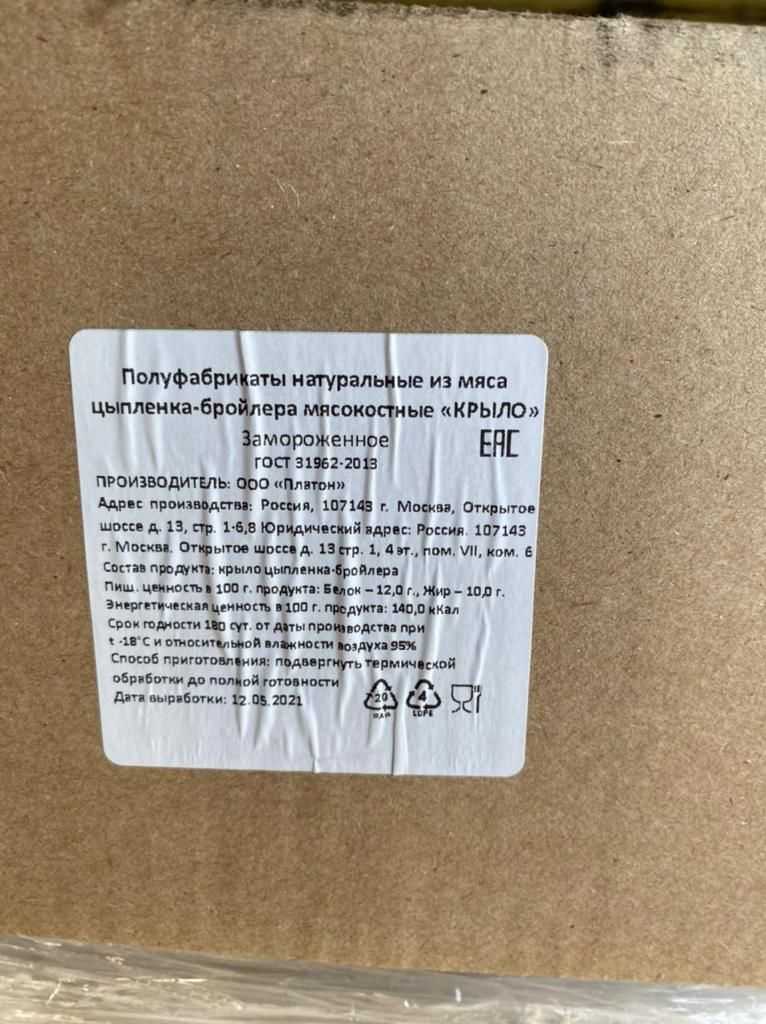 Полуфабрикаты натуральные из мяса
цыпленка-бройлера мясокостные «КРЫЛО»
Замороженное
ЕАС
ГОСТ 31962-2013
ПРОИЗВОДИТЕЛЬ: ООО «Платон»
Адрес производства: Россия, 107143 г. Москва, Открытое
шоссе д. 13, стр. 1-6,8 Юридический адрес: Россия. 107143
г. Москва. Открытое шоссе д. 13 стр. 1, 4 эт., пом. VII, ком. 6
Состав продукта: крыло цыпленка-бройлера
Пищ. ценность в 100 г. продукта: Белок – 12,0 г., Жир – 10,0 г.
Энергетическая ценность в 100 г. продукта: 140,0 кКал
Срок годности 180 сут. от даты производства при
t -18˚С и относительной влажности воздуха 95%
Способ приготовления: подвергнуть термической
обработки до полной готовности
Дата выработки: 12.05.2021
20 4
PAP LDPE